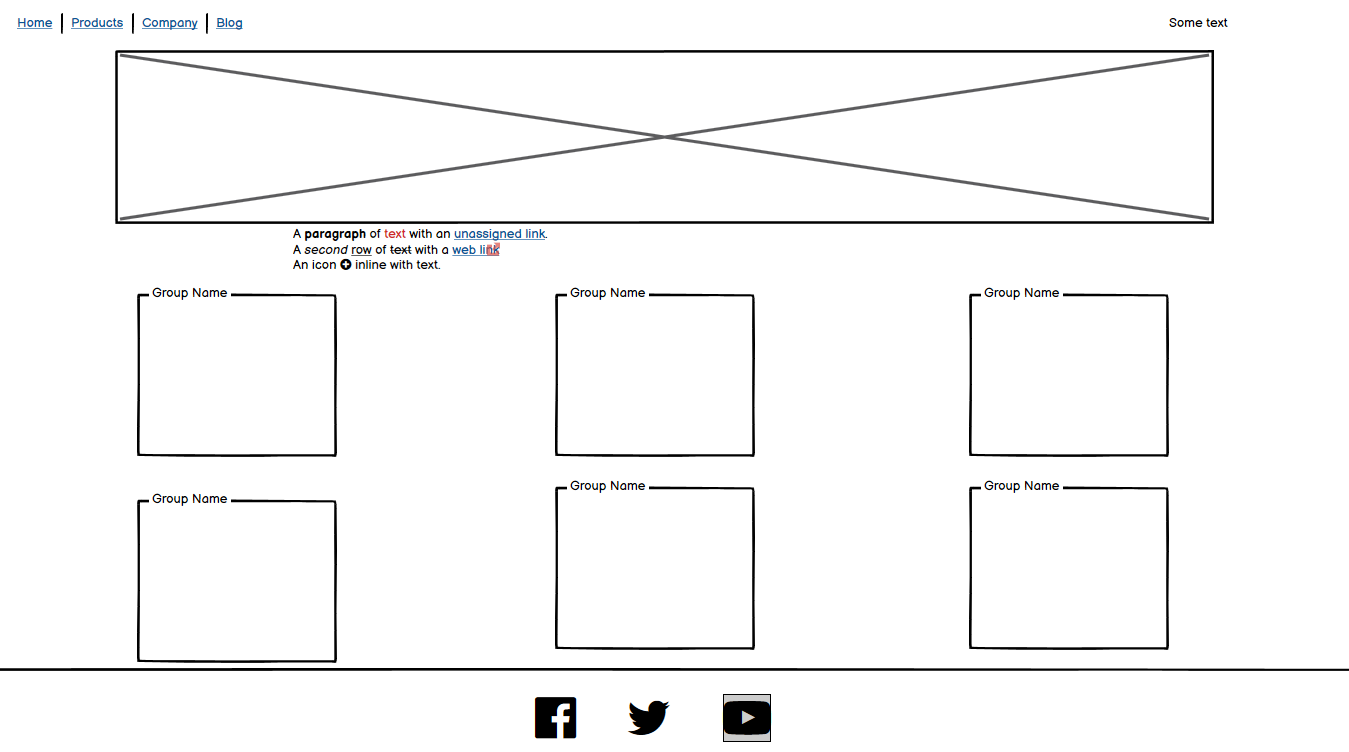 Home Products Company Blog Some text
A paragraph of text with an unassigned link.
A second row of text with a web link
An icon inline with text.
Group Name Group Name Group Name
Group Name Group Name Group Name